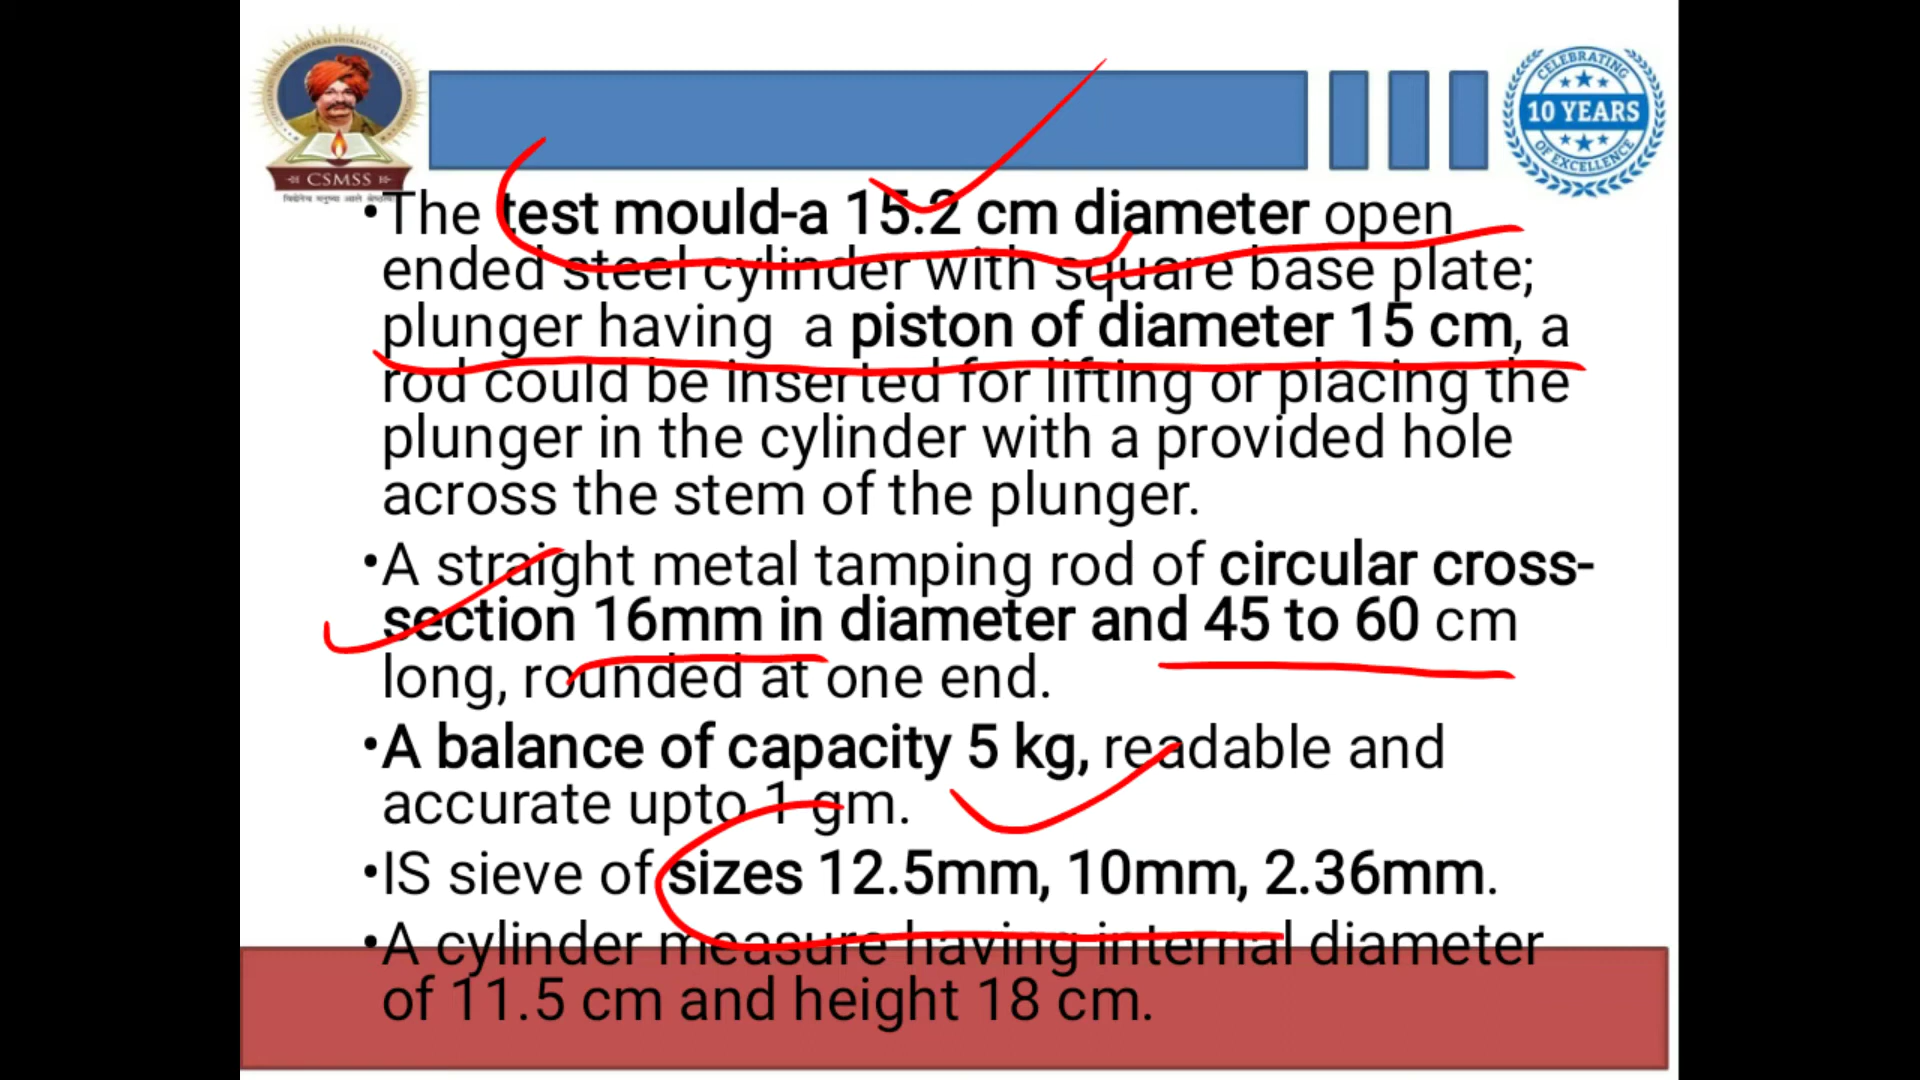 CELEBRATING
10 YEARS
OF EXCELLENCE
CSMSS
•The test mould-a 15.2 cm diameter open
ended steel cylinder with square base plate;
plunger having a piston of diameter 15 cm, a
rod could be inserted for lifting or placing the
plunger in the cylinder with a provided hole
across the stem of the plunger.
•A straight metal tamping rod of circular cross-
section 16mm in diameter and 45 to 60 cm
long, rounded at one end.
•A balance of capacity 5 kg, readable and
accurate upto 1 gm.
•IS sieve of sizes 12.5mm, 10mm, 2.36mm.
•A cylinder measure having internal diameter
of 11.5 cm and height 18 cm.